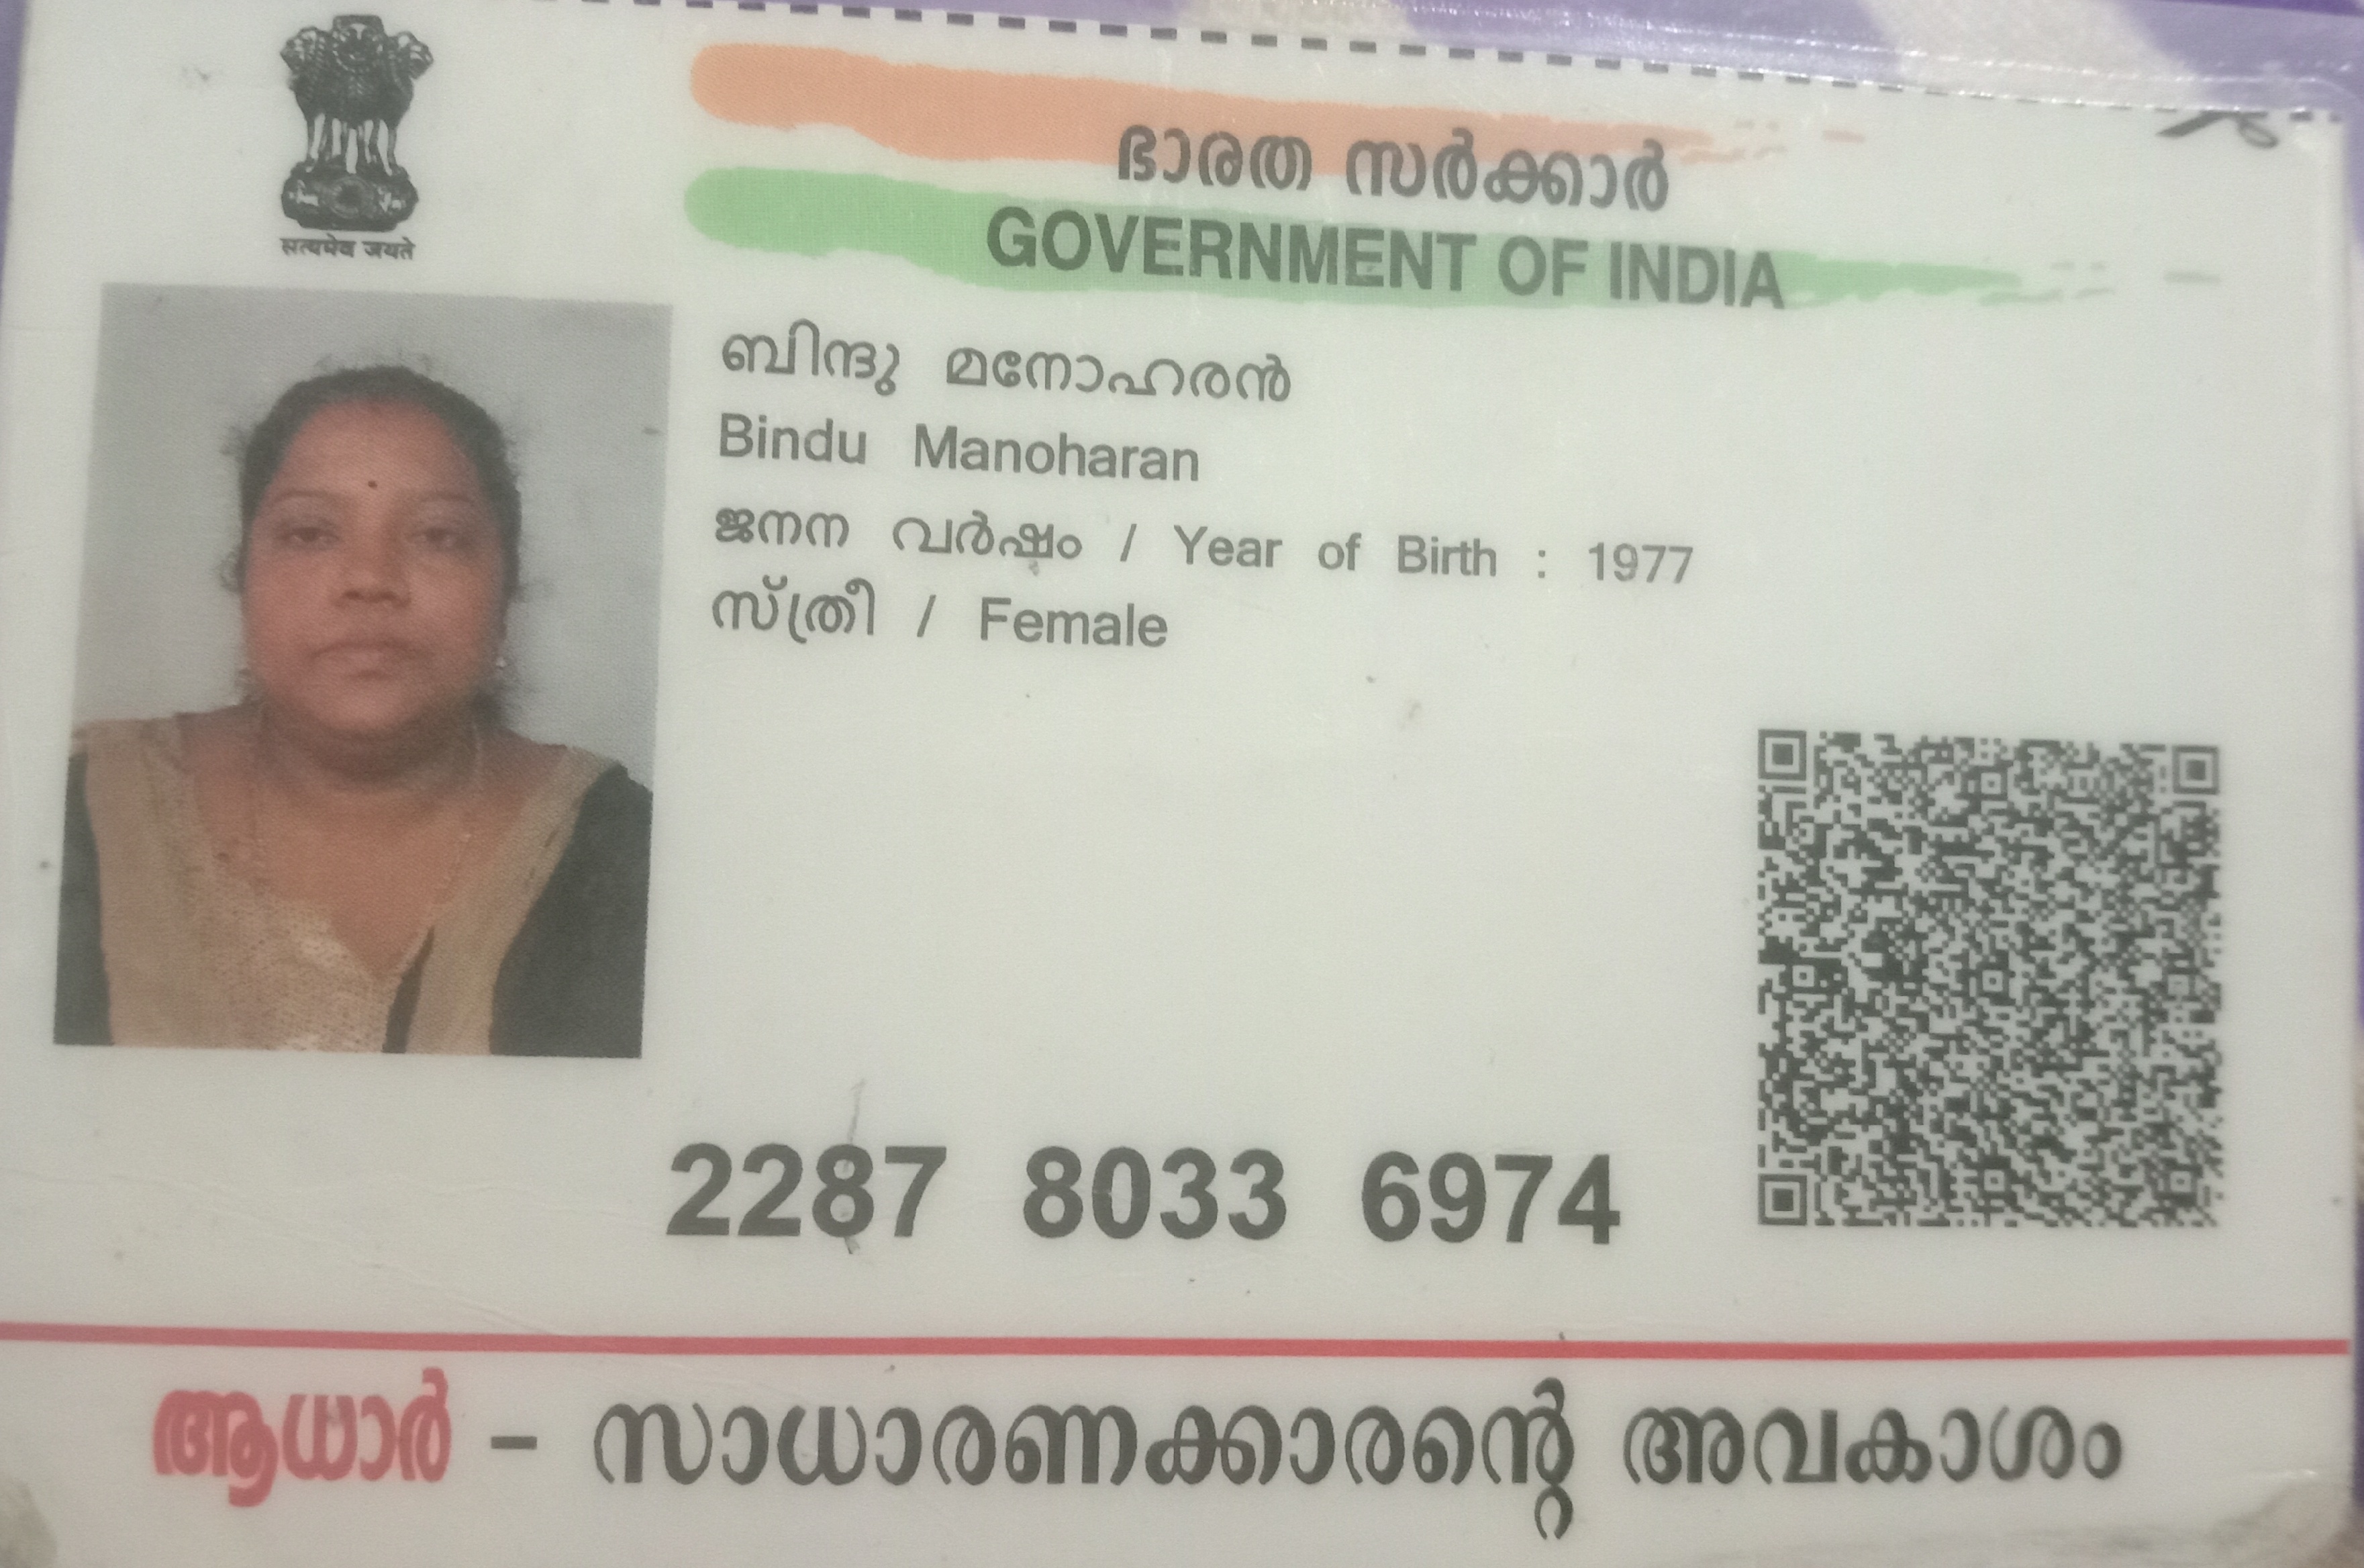 सत्यमेव जयते
ഭാരത സർക്കാർ
GOVERNMENT OF INDIA
ബിന്ദു മനോഹരൻ
Bindu Manoharan
ജനന വർഷം / Year of Birth : 1977
സ്ത്രീ / Female
2287 8033 6974
ആധാർ – സാധാരണക്കാരന്റെ അവകാശം